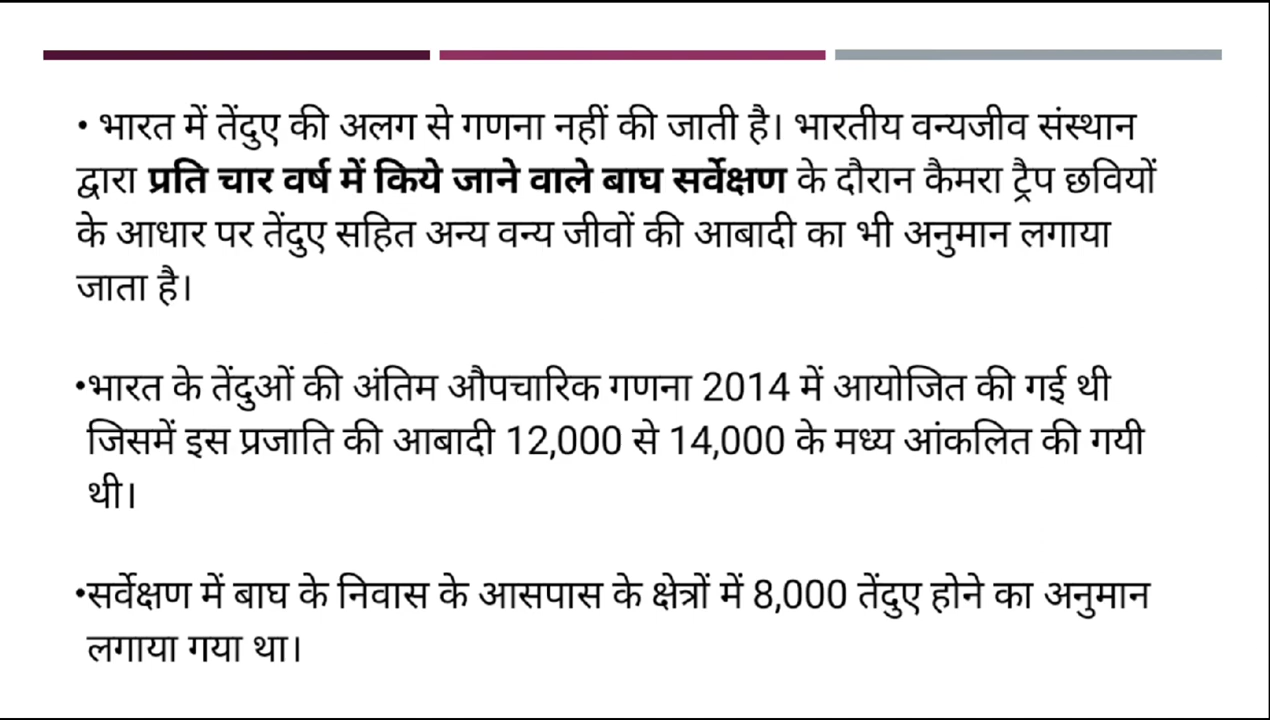 • भारत में तेंदुए की अलग से गणना नहीं की जाती है। भारतीय वन्यजीव संस्थान
द्वारा प्रति चार वर्ष में किये जाने वाले बाघ सर्वेक्षण के दौरान कैमरा ट्रैप छवियों
के आधार पर तेंदुए सहित अन्य वन्य जीवों की आबादी का भी अनुमान लगाया
जाता है।
•भारत के तेंदुओं की अंतिम औपचारिक गणना 2014 में आयोजित की गई थी
जिसमें इस प्रजाति की आबादी 12,000 से 14,000 के मध्य आंकलित की गयी
थी।
•सर्वेक्षण में बाघ के निवास के आसपास के क्षेत्रों में 8,000 तेंदुए होने का अनुमान
लगाया गया था।